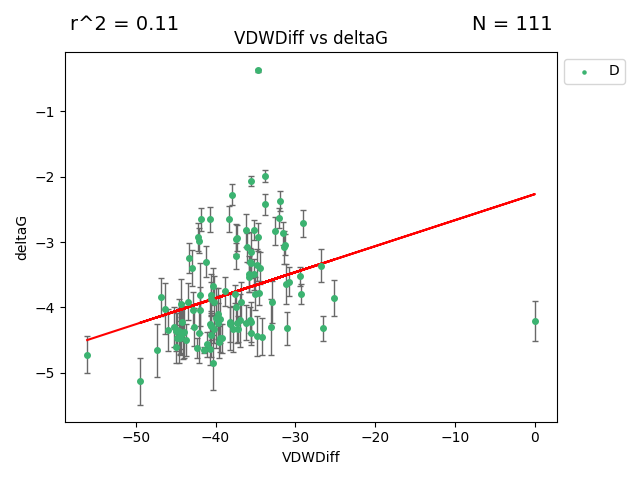 r^2 = 0.11
N = 111
VDWDiff vs deltaG
D
−1
−2
−3
−4
−5
deltaG
−50
−40
−30
−20
−10
0
VDWDiff